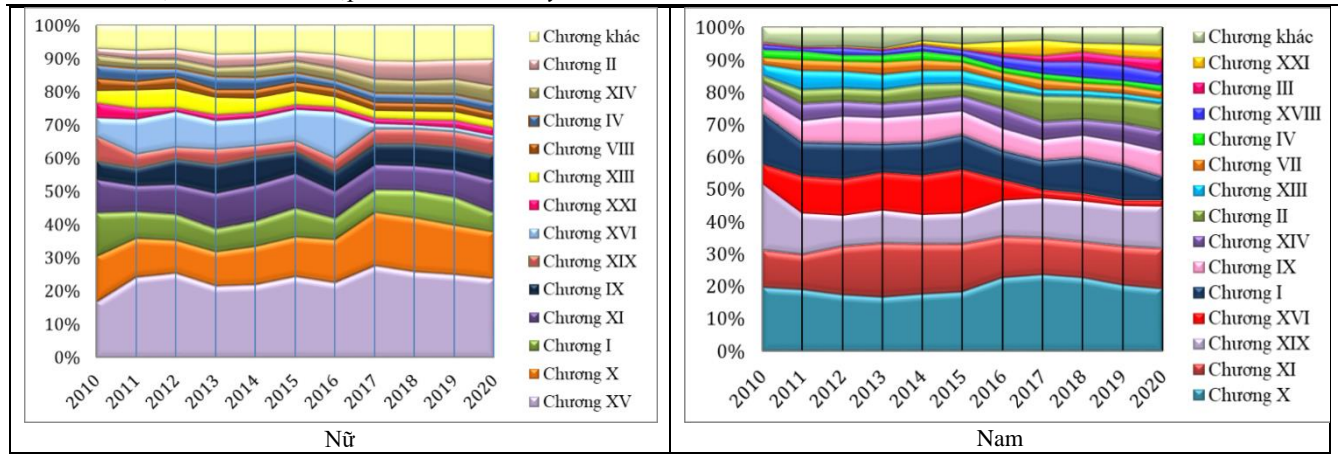 100%
90%
80%
70%
60%
50%
40%
30%
20%
10%
0%
2010
2011
2012
2013
2014
2015
2016
2017
2018
2019
2020
Chương khác
Chương II
Chương XIV
Chương IV
Chương VIII
Chương XIII
Chương XXI
Chương XVI
Chương XIX
Chương IX
Chương XI
Chương I
Chương X
Chương XV
Nữ
100%
90%
80%
70%
60%
50%
40%
30%
20%
10%
0%
2010
2011
2012
2013
2014
2015
2016
2017
2018
2019
2020
Chương khác
Chương XXI
Chương III
Chương XVIII
Chương IV
Chương VII
Chương XIII
Chương II
Chương XIV
Chương IX
Chương I
Chương XVI
Chương XIX
Chương XI
Chương X
Nam